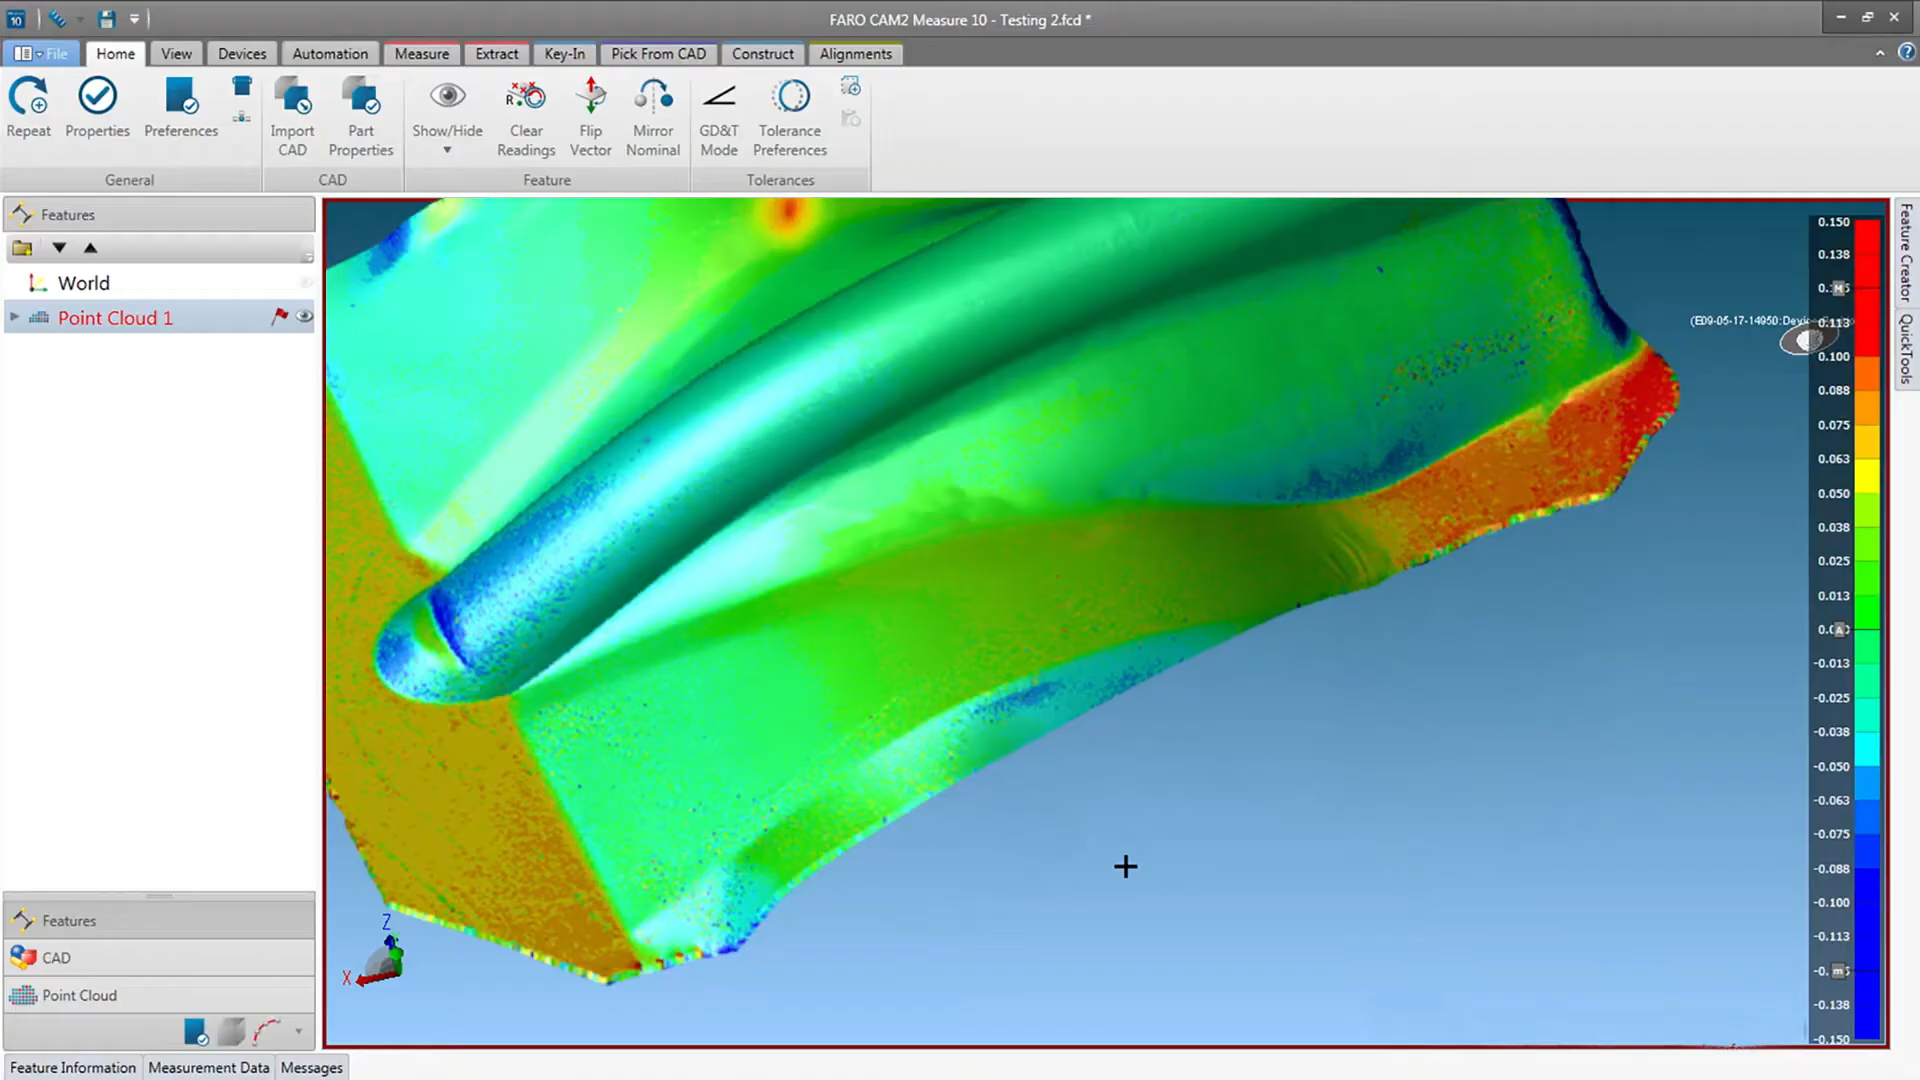 10
FARO CAM2 Measure 10 - Testing 2.fcd *
File Home View Devices Automation Measure Extract Key-In Pick From CAD Construct Alignments
Repeat Properties Preferences Import CAD Part Properties Show/Hide Clear Readings Flip Vector Mirror Nominal GD&T Mode Tolerance Preferences
General CAD Feature Tolerances
Features
World
Point Cloud 1
Features
CAD
Point Cloud
Feature Information Measurement Data Messages
Z
X
0.150
0.138
M
0.113
0.100
0.088
0.075
0.063
0.050
0.038
0.025
0.013
A
-0.013
-0.025
-0.038
-0.050
-0.063
-0.075
-0.088
-0.100
-0.113
m
-0.138
-0.150
Feature Creator
QuickTools